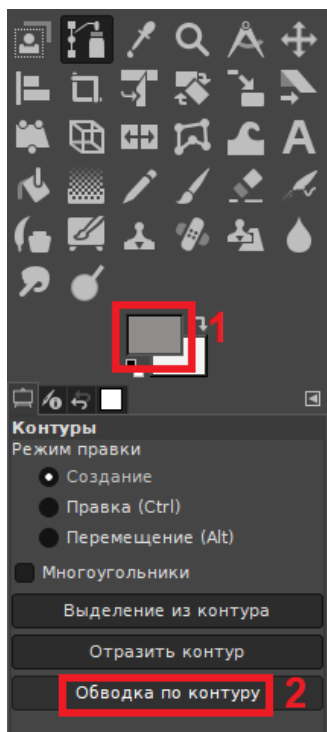 1
Контуры
Режим правки
Создание
Правка (Ctrl)
Перемещение (Alt)
Многоугольники
Выделение из контура
Отразить контур
Обводка по контуру 2